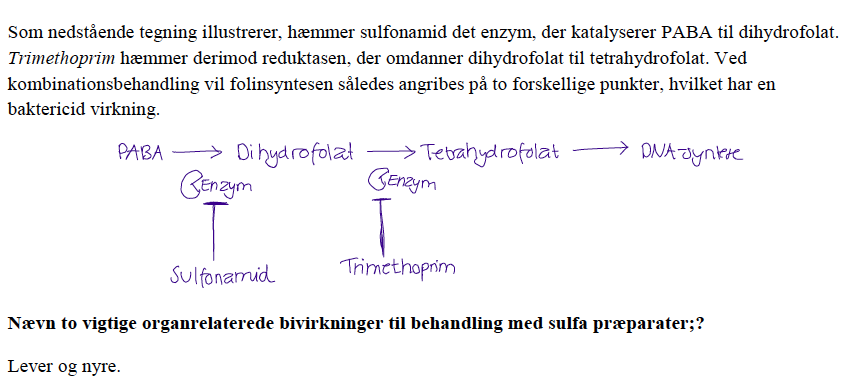 Som nedstående tegning illustrerer, hæmmer sulfonamid det enzym, der katalyserer PABA til dihydrofolat.
Trimethoprim hæmmer derimod reduktasen, der omdanner dihydrofolat til tetrahydrofolat. Ved
kombinationsbehandling vil folinsyntesen således angribes på to forskellige punkter, hvilket har en
baktericid virkning.
PABA → Dihydrofolat → Tetrahydrofolat → DNA-syntese
Enzym Enzym
Sulfonamid Trimethoprim
Nævn to vigtige organrelaterede bivirkninger til behandling med sulfa præparater;?
Lever og nyre.